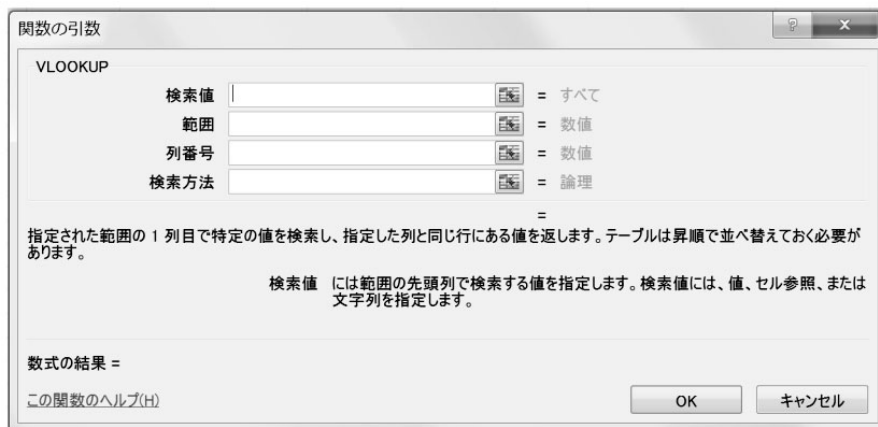 関数の引数
VLOOKUP
検索値 = すべて
範囲 = 数値
列番号 = 数値
検索方法 = 論理
=
指定された範囲の 1 列目で特定の値を検索し、指定した列と同じ行にある値を返します。テーブルは昇順で並べ替えておく必要が
あります。
検索値 には範囲の先頭列で検索する値を指定します。検索値には、値、セル参照、または
文字列を指定します。
数式の結果 =
この関数のヘルプ(H)
OK キャンセル